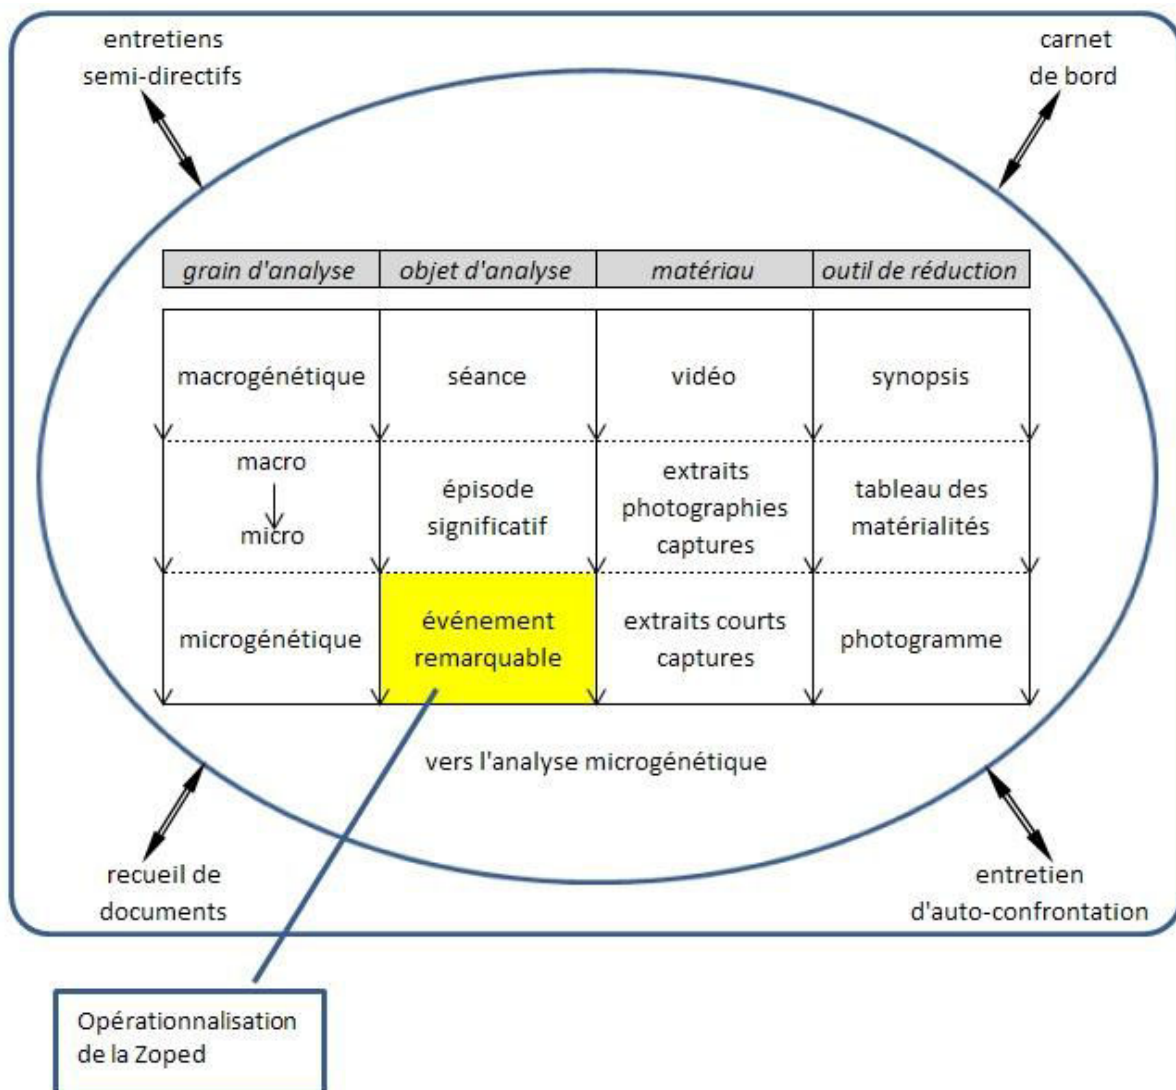 entretiens
semi-directifs
carnet
de bord
grain d'analyse
objet d'analyse
matériau
outil de réduction
macrogénétique
séance
vidéo
synopsis
macro
micro
épisode
significatif
extraits
photographies
captures
tableau des
matérialités
microgénétique
événement
remarquable
extraits courts
captures
photogramme
vers l'analyse microgénétique
recueil de
documents
entretien
d'auto-confrontation
Opérationnalisation
de la Zoped